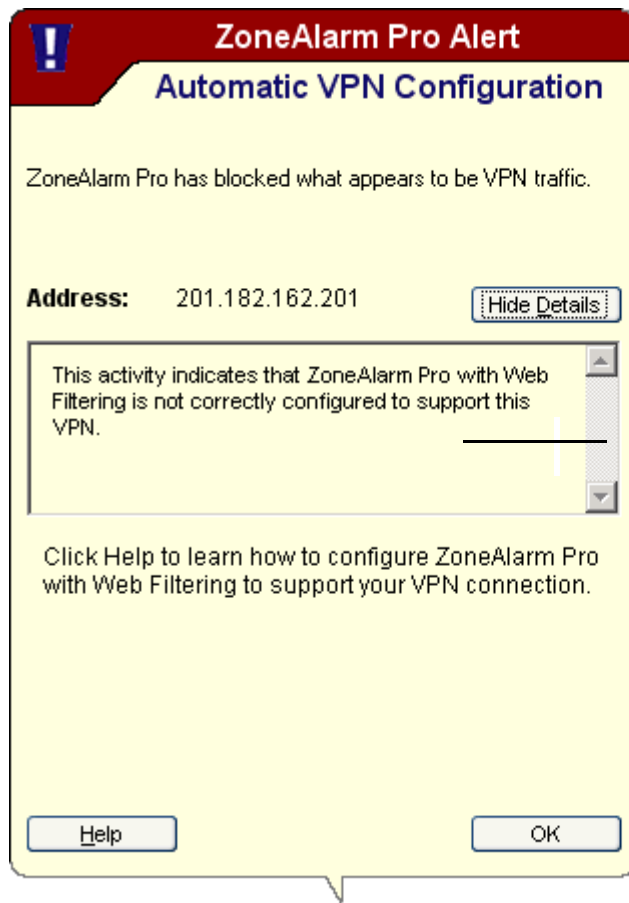 ZoneAlarm Pro Alert
Automatic VPN Configuration
ZoneAlarm Pro has blocked what appears to be VPN traffic.
Address: 201.182.162.201 Hide Details
This activity indicates that ZoneAlarm Pro with Web
Filtering is not correctly configured to support this
VPN.
Click Help to learn how to configure ZoneAlarm Pro
with Web Filtering to support your VPN connection.
Help OK